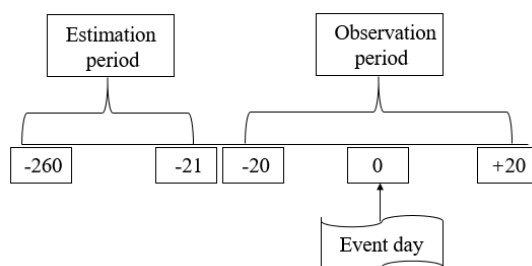 Estimation
period
Observation
period
-260
-21
-20
0
+20
Event day